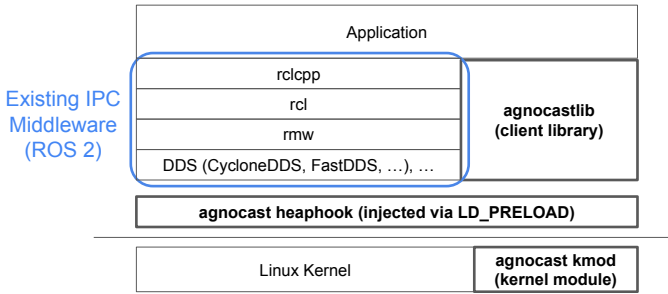 Application
Existing IPC
Middleware
(ROS 2)
rclcpp
rcl
rmw
DDS (CycloneDDS, FastDDS, …), …
agnocastlib
(client library)
agnocast heaphook (injected via LD_PRELOAD)
Linux Kernel
agnocast kmod
(kernel module)